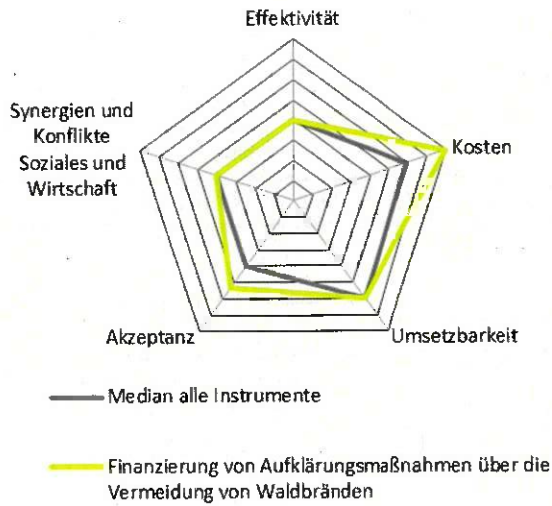 Effektivität
Synergien und
Konflikte
Soziales und
Wirtschaft
Kosten
Akzeptanz
Umsetzbarkeit
Median alle Instrumente
Finanzierung von Aufklärungsmaßnahmen über die
Vermeidung von Waldbränden